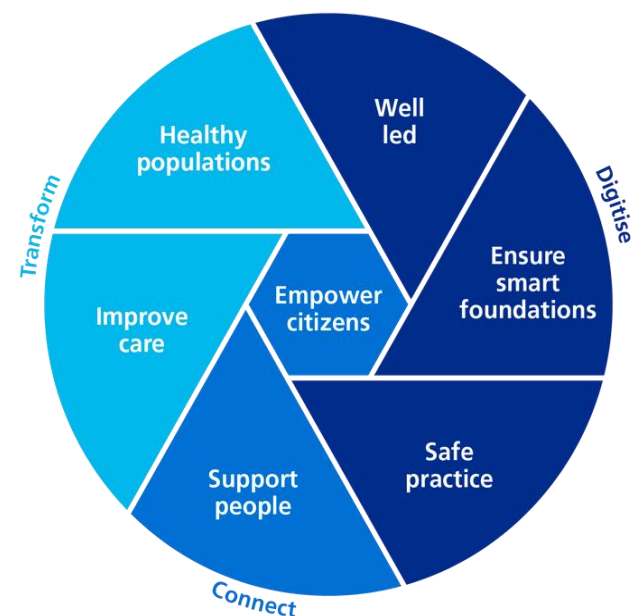 Well
led
Digitise
Ensure
smart
foundations
Safe
practice
Support
people
Connect
Improve
care
Transform
Healthy
populations
Empower
citizens